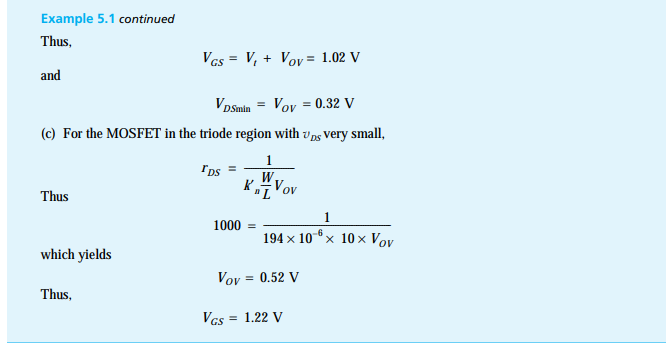 Example 5.1 continued
Thus,
V_GS = V_t + V_OV = 1.02 V
and
V_DSmin = V_OV = 0.32 V
(c) For the MOSFET in the triode region with υ_DS very small,
r_DS = 1 / (K'_n (W/L) V_OV)
Thus
1000 = 1 / (194 × 10⁻⁶ × 10 × V_OV)
which yields
V_OV = 0.52 V
Thus,
V_GS = 1.22 V